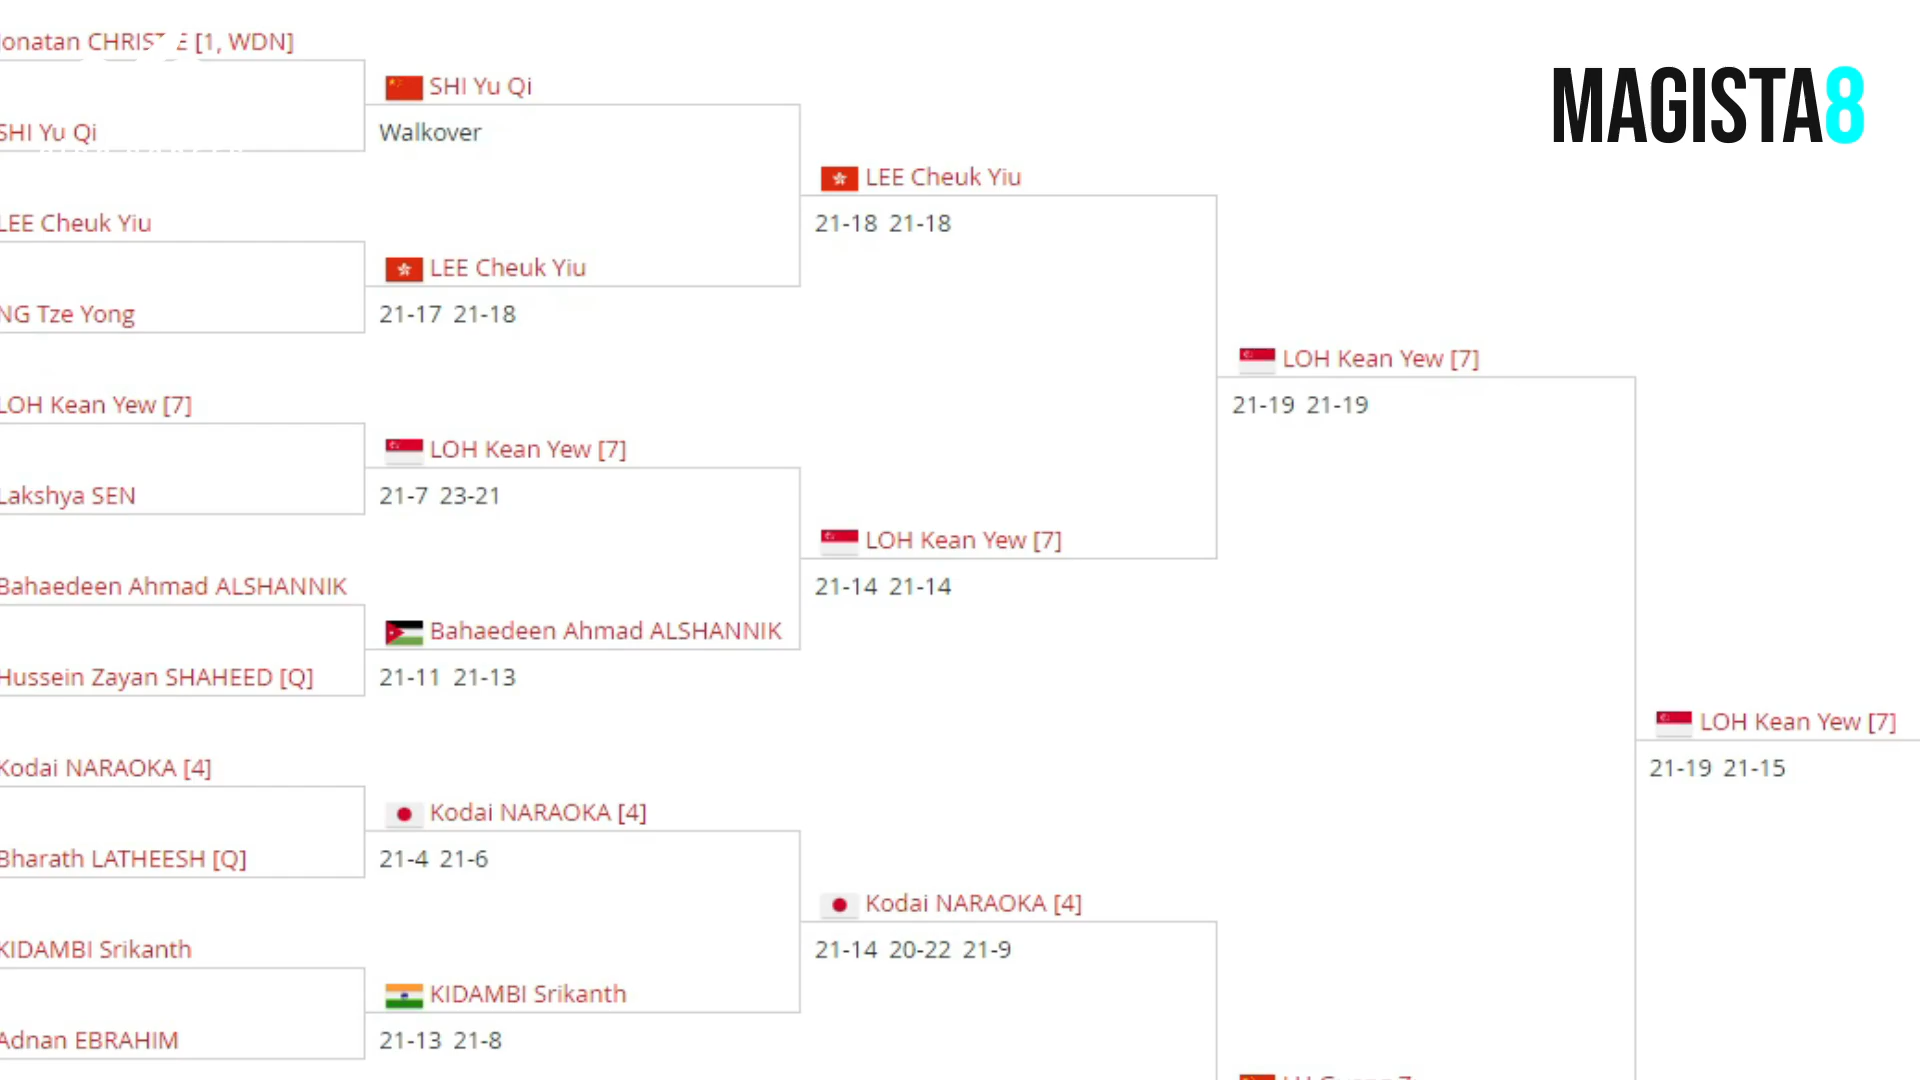 Jonatan CHRISTIE [1, WDN]
SHI Yu Qi
SHI Yu Qi
Walkover
LEE Cheuk Yiu
NG Tze Yong
LEE Cheuk Yiu
21-17 21-18
LEE Cheuk Yiu
21-18 21-18
LOH Kean Yew [7]
Lakshya SEN
LOH Kean Yew [7]
21-7 23-21
Bahaedeen Ahmad ALSHANNIK
Hussein Zayan SHAHEED [Q]
Bahaedeen Ahmad ALSHANNIK
21-11 21-13
LOH Kean Yew [7]
21-14 21-14
LOH Kean Yew [7]
21-19 21-19
Kodai NARAOKA [4]
Bharath LATHEESH [Q]
Kodai NARAOKA [4]
21-4 21-6
KIDAMBI Srikanth
Adnan EBRAHIM
KIDAMBI Srikanth
21-13 21-8
Kodai NARAOKA [4]
21-14 20-22 21-9
LOH Kean Yew [7]
21-19 21-15
MAGISTA8